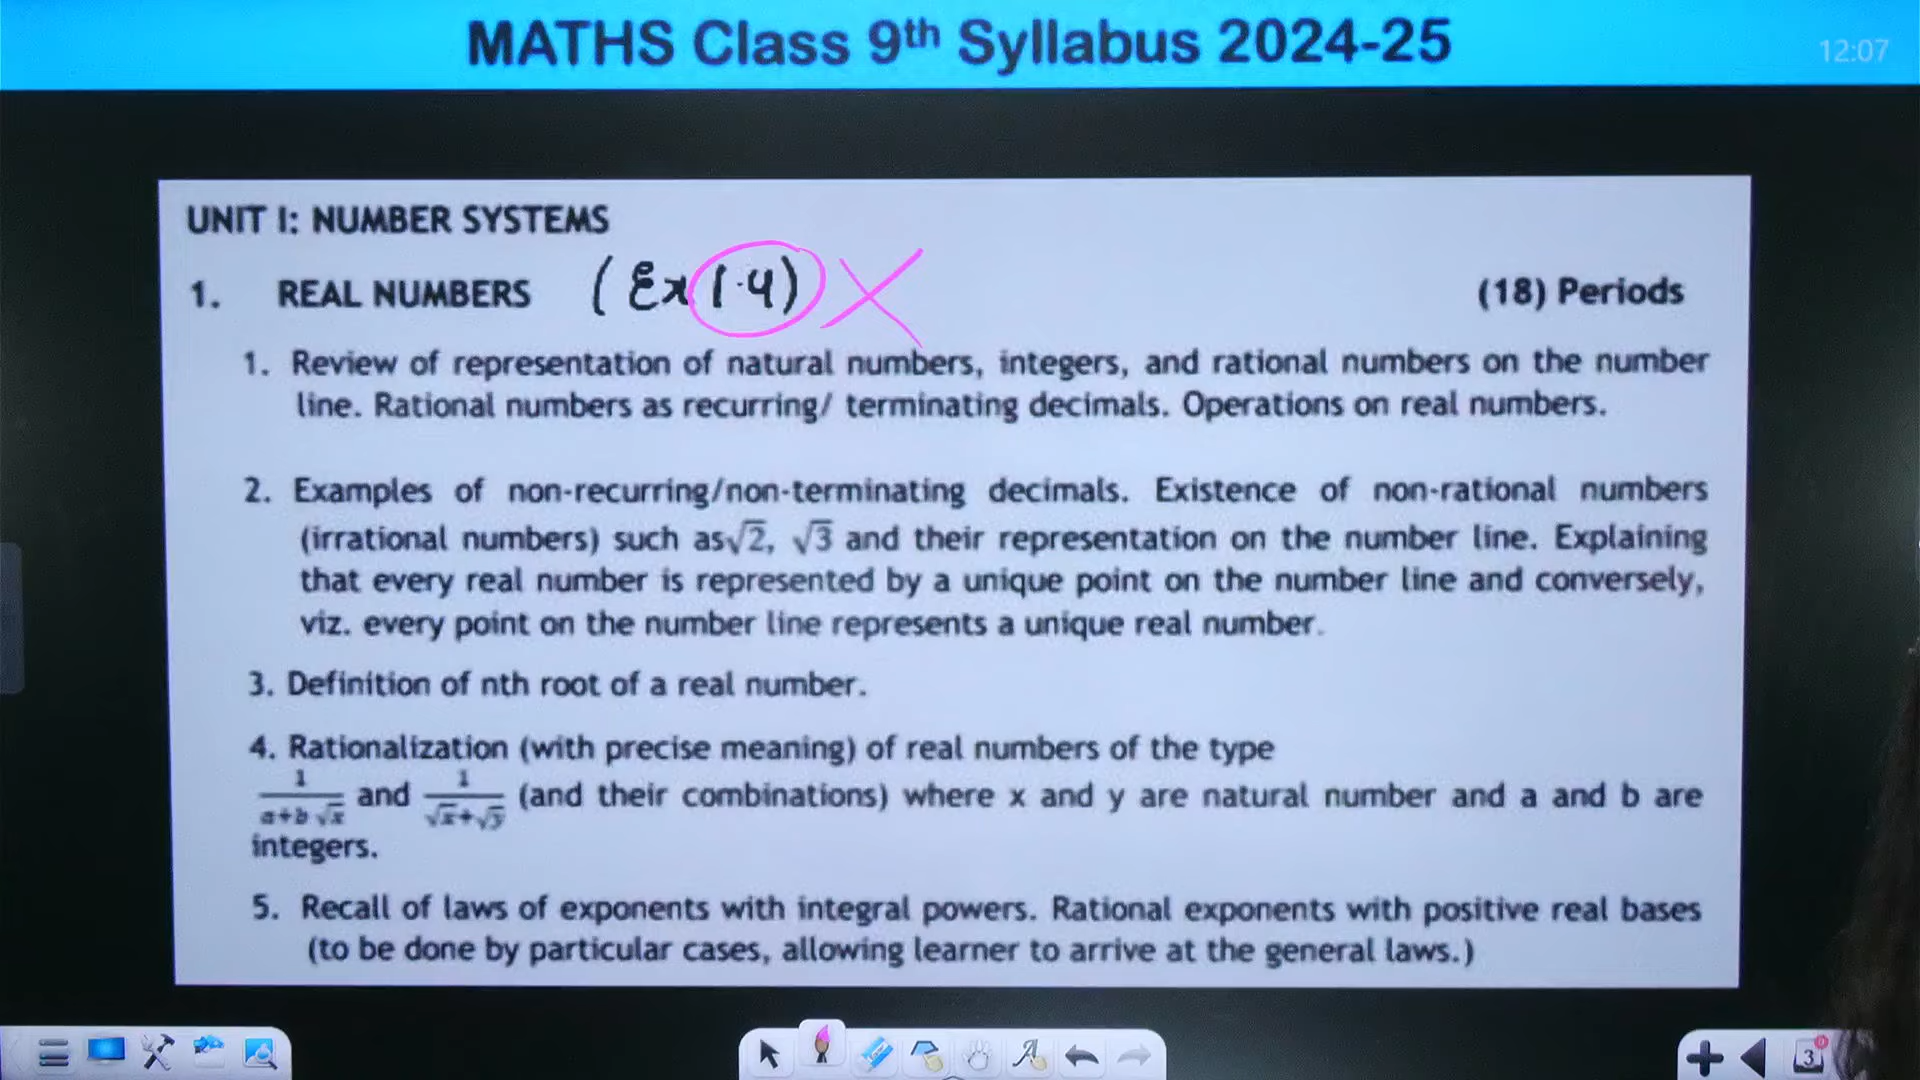 MATHS Class 9th Syllabus 2024-25
12:07
UNIT I: NUMBER SYSTEMS
1. REAL NUMBERS (Ex 1.4) (18) Periods
1. Review of representation of natural numbers, integers, and rational numbers on the number
line. Rational numbers as recurring/ terminating decimals. Operations on real numbers.
2. Examples of non-recurring/non-terminating decimals. Existence of non-rational numbers
(irrational numbers) such as√2, √3 and their representation on the number line. Explaining
that every real number is represented by a unique point on the number line and conversely,
viz. every point on the number line represents a unique real number.
3. Definition of nth root of a real number.
4. Rationalization (with precise meaning) of real numbers of the type
1/(a+b√x) and 1/(√x+√y) (and their combinations) where x and y are natural number and a and b are
integers.
5. Recall of laws of exponents with integral powers. Rational exponents with positive real bases
(to be done by particular cases, allowing learner to arrive at the general laws.)
3